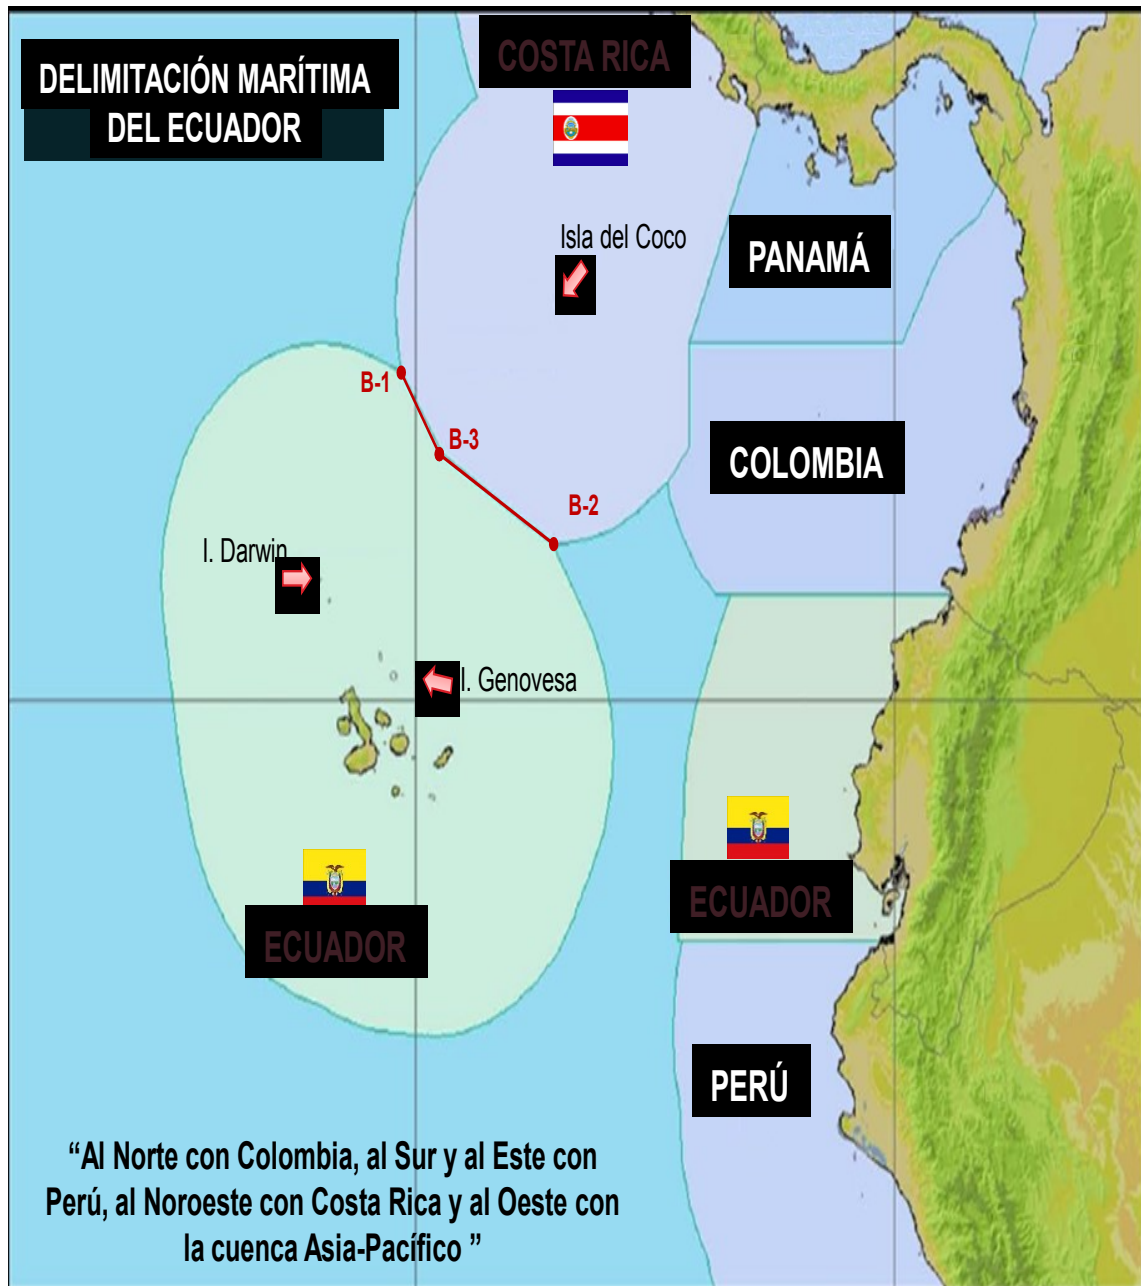 DELIMITACIÓN MARÍTIMA
DEL ECUADOR
COSTA RICA
Isla del Coco
PANAMÁ
B-1
B-3
COLOMBIA
B-2
I. Darwin
I. Genovesa
ECUADOR
ECUADOR
PERÚ
“Al Norte con Colombia, al Sur y al Este con
Perú, al Noroeste con Costa Rica y al Oeste con
la cuenca Asia-Pacífico ”